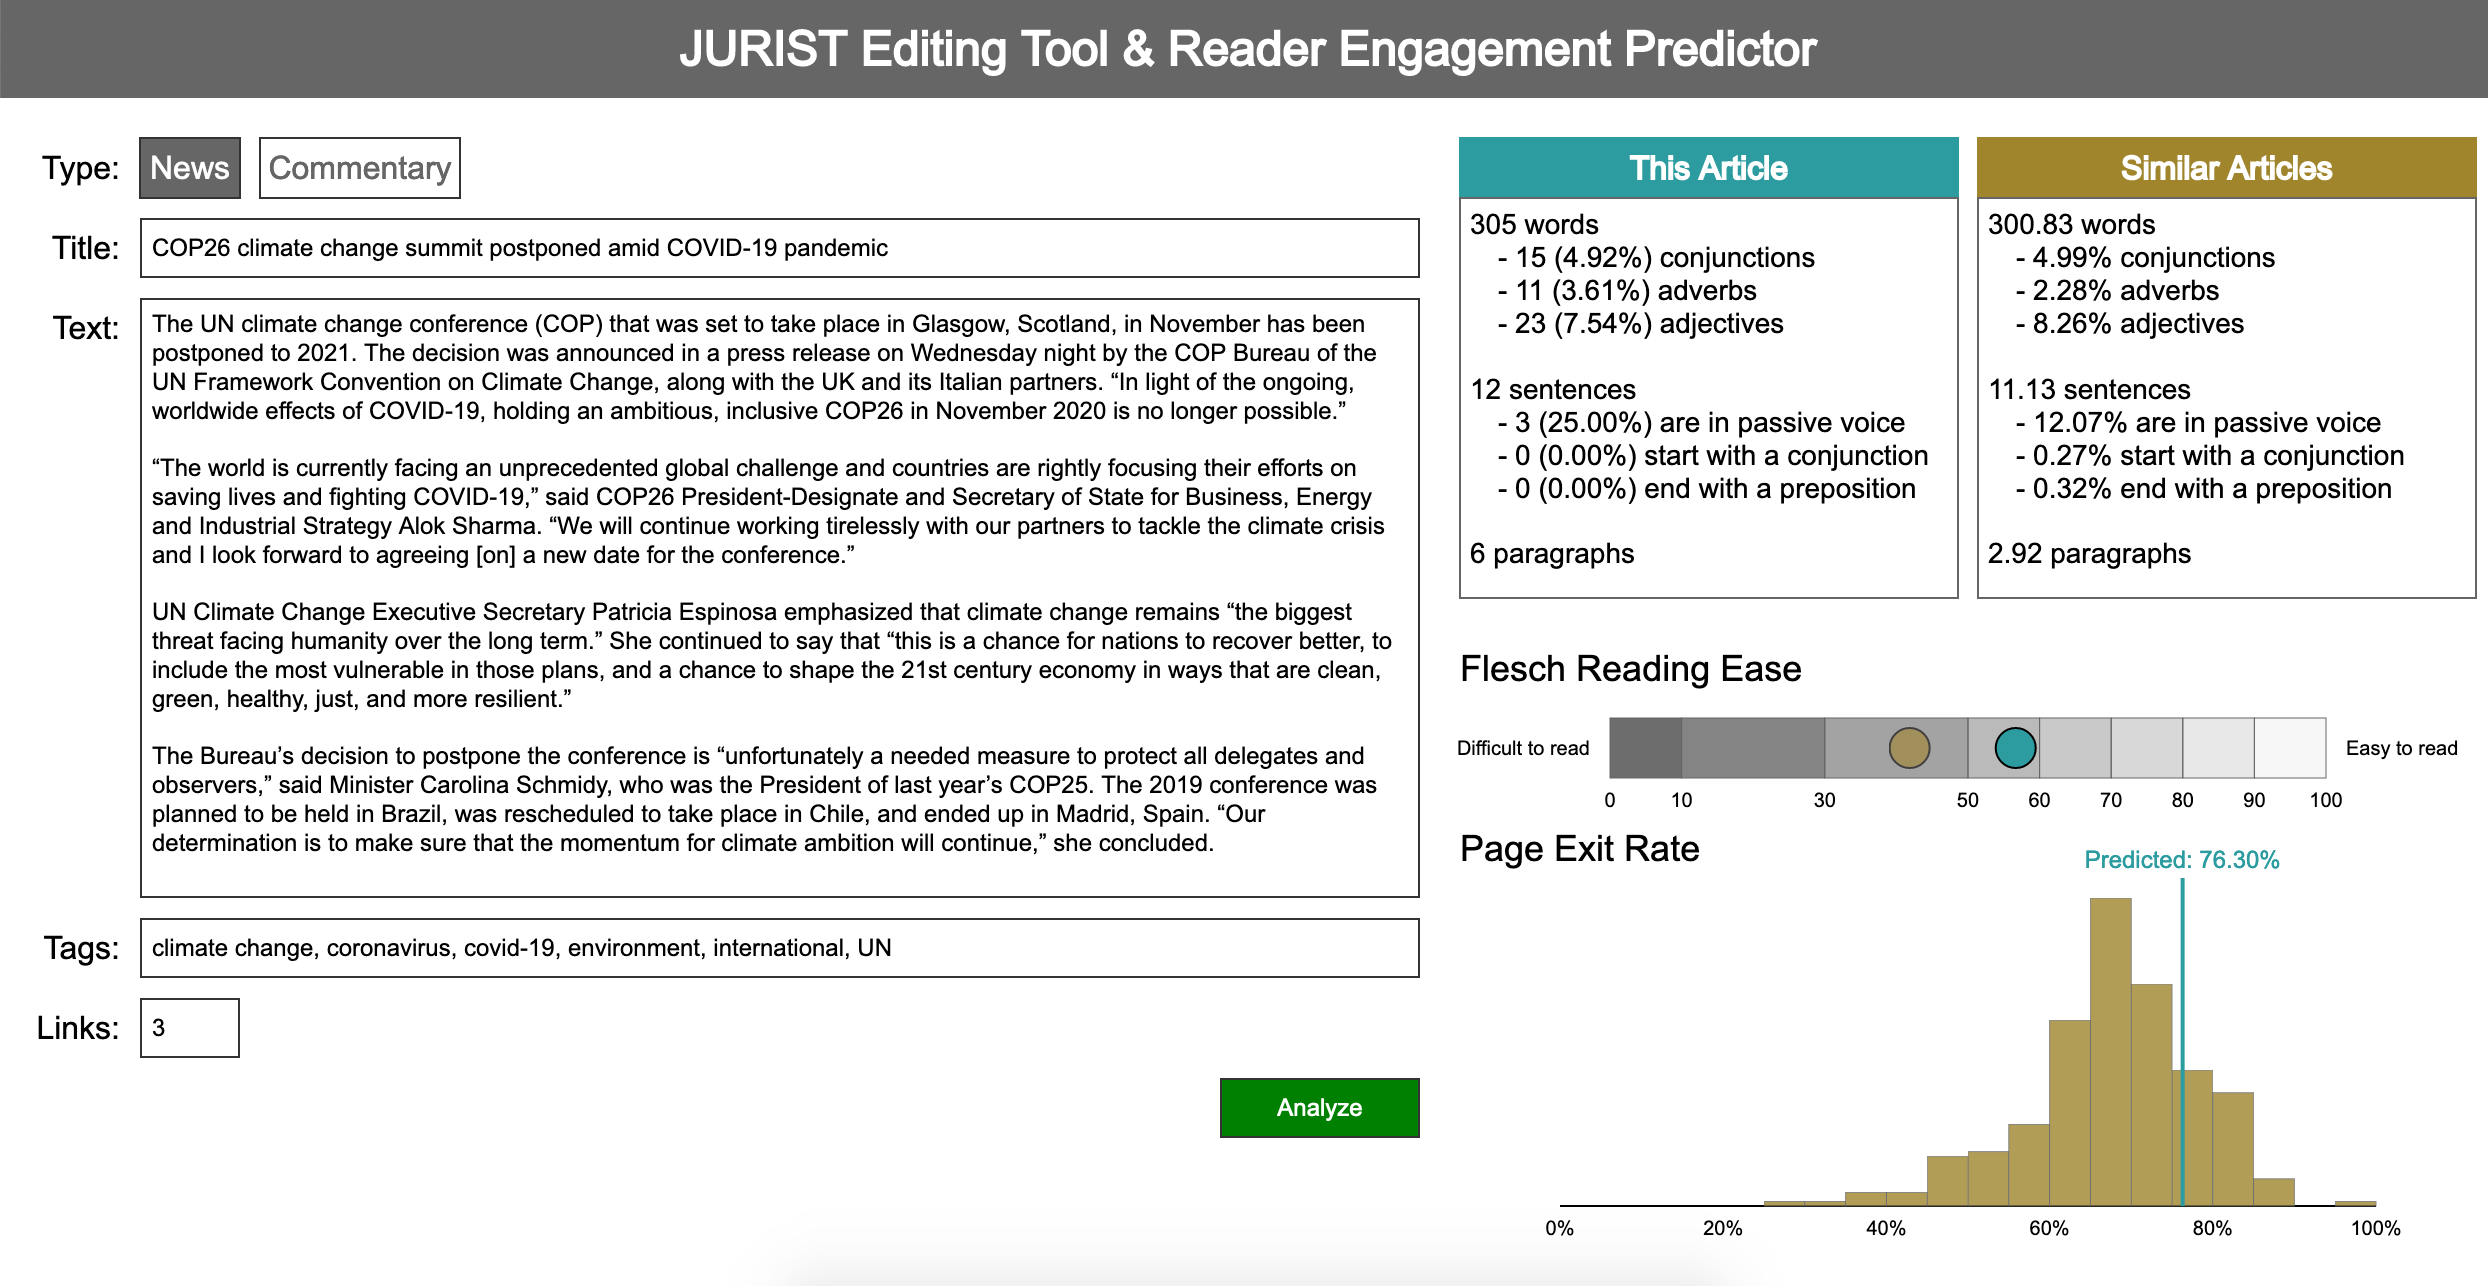 JURIST Editing Tool & Reader Engagement Predictor
Type: News Commentary
Title: COP26 climate change summit postponed amid COVID-19 pandemic
Text:
The UN climate change conference (COP) that was set to take place in Glasgow, Scotland, in November has been
postponed to 2021. The decision was announced in a press release on Wednesday night by the COP Bureau of the
UN Framework Convention on Climate Change, along with the UK and its Italian partners. “In light of the ongoing,
worldwide effects of COVID-19, holding an ambitious, inclusive COP26 in November 2020 is no longer possible.”
“The world is currently facing an unprecedented global challenge and countries are rightly focusing their efforts on
saving lives and fighting COVID-19,” said COP26 President-Designate and Secretary of State for Business, Energy
and Industrial Strategy Alok Sharma. “We will continue working tirelessly with our partners to tackle the climate crisis
and I look forward to agreeing [on] a new date for the conference.”
UN Climate Change Executive Secretary Patricia Espinosa emphasized that climate change remains “the biggest
threat facing humanity over the long term.” She continued to say that “this is a chance for nations to recover better, to
include the most vulnerable in those plans, and a chance to shape the 21st century economy in ways that are clean,
green, healthy, just, and more resilient.”
The Bureau’s decision to postpone the conference is “unfortunately a needed measure to protect all delegates and
observers,” said Minister Carolina Schmidy, who was the President of last year’s COP25. The 2019 conference was
planned to be held in Brazil, was rescheduled to take place in Chile, and ended up in Madrid, Spain. “Our
determination is to make sure that the momentum for climate ambition will continue,” she concluded.
Tags: climate change, coronavirus, covid-19, environment, international, UN
Links: 3
Analyze
This Article
305 words
- 15 (4.92%) conjunctions
- 11 (3.61%) adverbs
- 23 (7.54%) adjectives
12 sentences
- 3 (25.00%) are in passive voice
- 0 (0.00%) start with a conjunction
- 0 (0.00%) end with a preposition
6 paragraphs
Similar Articles
300.83 words
- 4.99% conjunctions
- 2.28% adverbs
- 8.26% adjectives
11.13 sentences
- 12.07% are in passive voice
- 0.27% start with a conjunction
- 0.32% end with a preposition
2.92 paragraphs
Flesch Reading Ease
Difficult to read
Easy to read
0 10 30 50 60 70 80 90 100
Page Exit Rate
Predicted: 76.30%
0% 20% 40% 60% 80% 100%